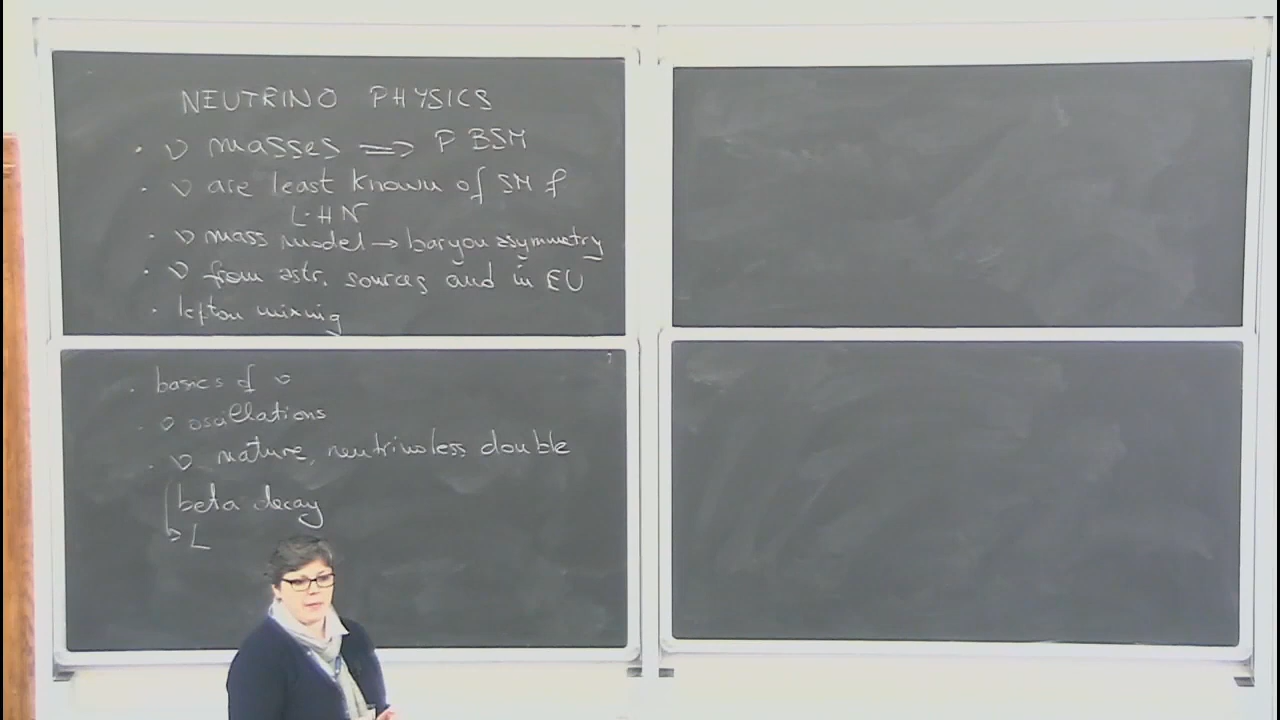 NEUTRINO PHYSICS
· ν masses ⟹ P BSM
· ν are least known of SM f
L.H N
· ν mass model → baryon asymmetry
· ν from astr. sources and in EU
· lepton mixing
· basics of ν
· ν oscillations
· ν nature, neutrinoless double
beta decay
→ L